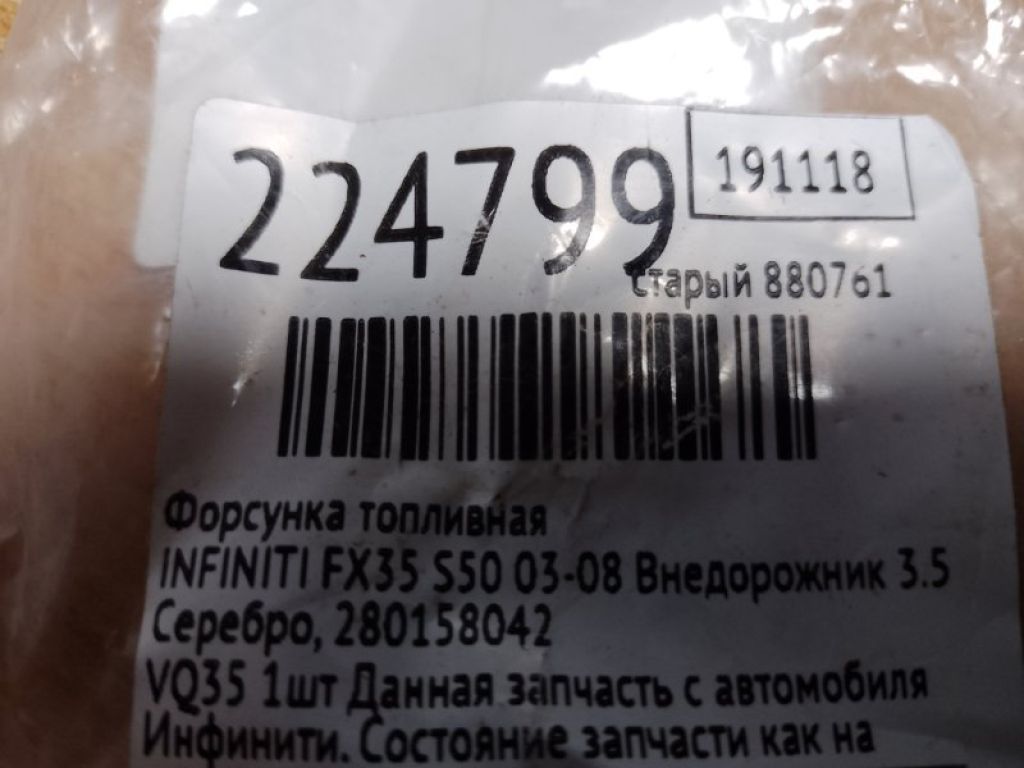 224799
191118
старый 880761
Форсунка топливная
INFINITI FX35 S50 03-08 Внедорожник 3.5
Серебро, 280158042
VQ35 1шт Данная запчасть с автомобиля
Инфинити. Состояние запчасти как на